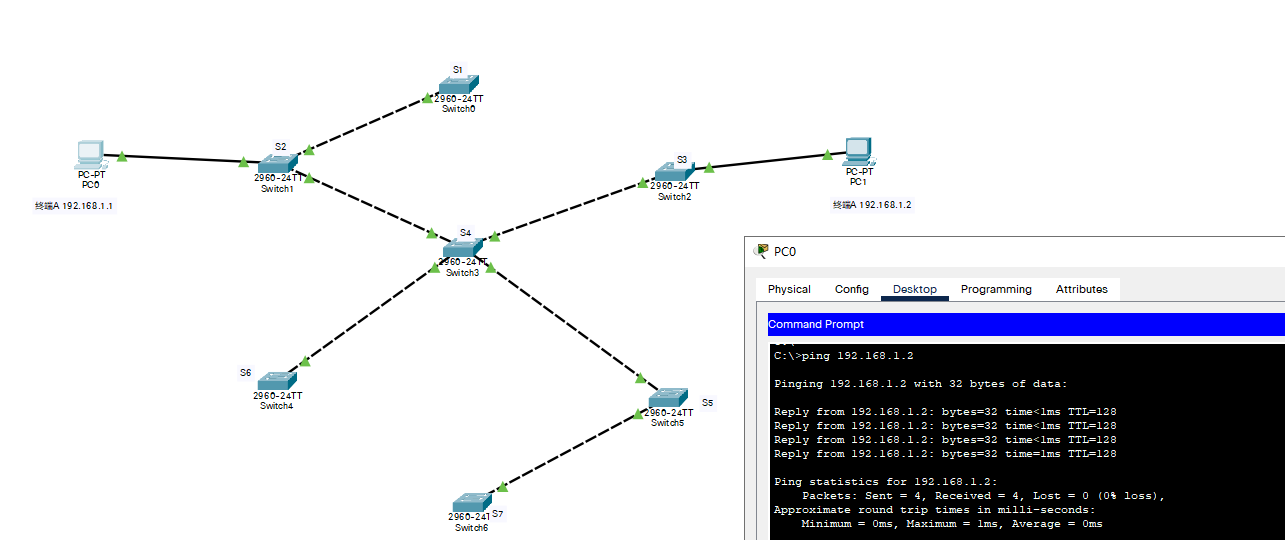 S1
2960-24TT
Switch0
S2
2960-24TT
Switch1
PC-PT
PC0
终端A 192.168.1.1
S3
2960-24TT
Switch2
PC-PT
PC1
终端A 192.168.1.2
S4
2960-24TT
Switch3
S6
2960-24TT
Switch4
S5
2960-24TT
Switch5
S7
2960-24T
Switch6
PC0
Physical Config Desktop Programming Attributes
Command Prompt
C:\>ping 192.168.1.2
Pinging 192.168.1.2 with 32 bytes of data:
Reply from 192.168.1.2: bytes=32 time<1ms TTL=128
Reply from 192.168.1.2: bytes=32 time<1ms TTL=128
Reply from 192.168.1.2: bytes=32 time<1ms TTL=128
Reply from 192.168.1.2: bytes=32 time=1ms TTL=128
Ping statistics for 192.168.1.2:
Packets: Sent = 4, Received = 4, Lost = 0 (0% loss),
Approximate round trip times in milli-seconds:
Minimum = 0ms, Maximum = 1ms, Average = 0ms